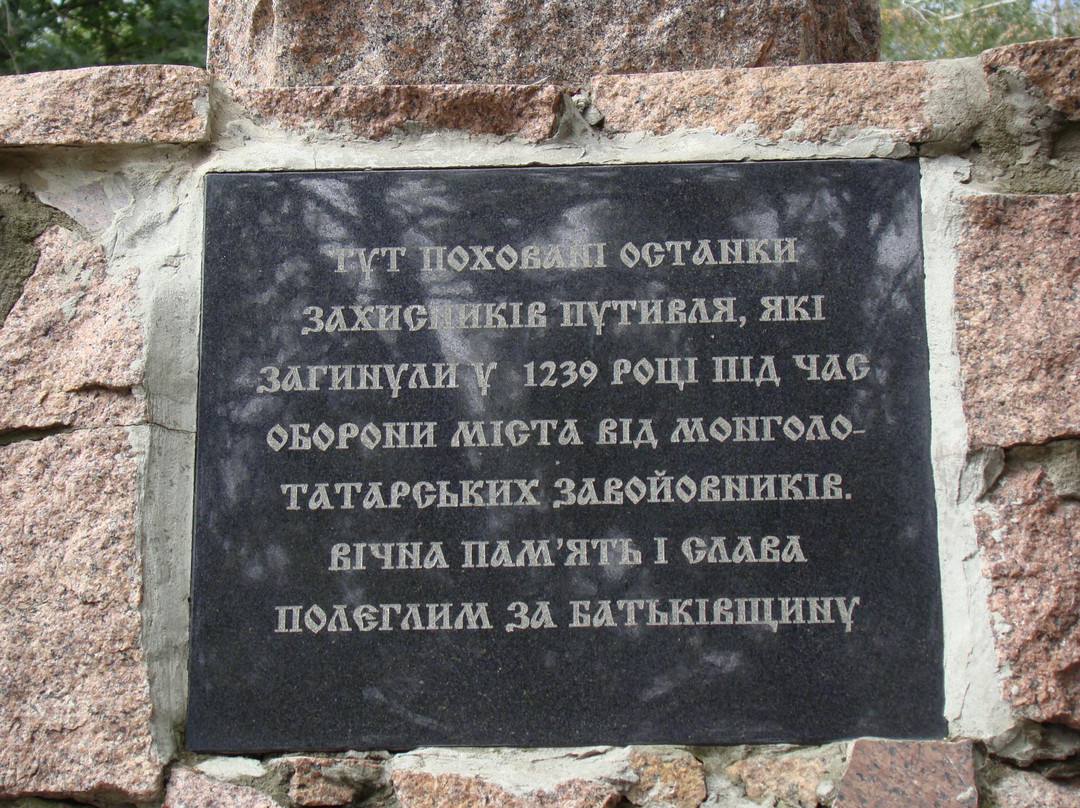 ТУТ ПОХОВАНІ ОСТАНКИ
ЗАХИСНИКІВ ПУТИВЛЯ, ЯКІ
ЗАГИНУЛИ У 1239 РОЦІ ПІД ЧАС
ОБОРОНИ МІСТА ВІД МОНГОЛО-
ТАТАРСЬКИХ ЗАВОЙОВНИКІВ.
ВІЧНА ПАМ'ЯТЬ І СЛАВА
ПОЛЕГЛИМ ЗА БАТЬКІВЩИНУ